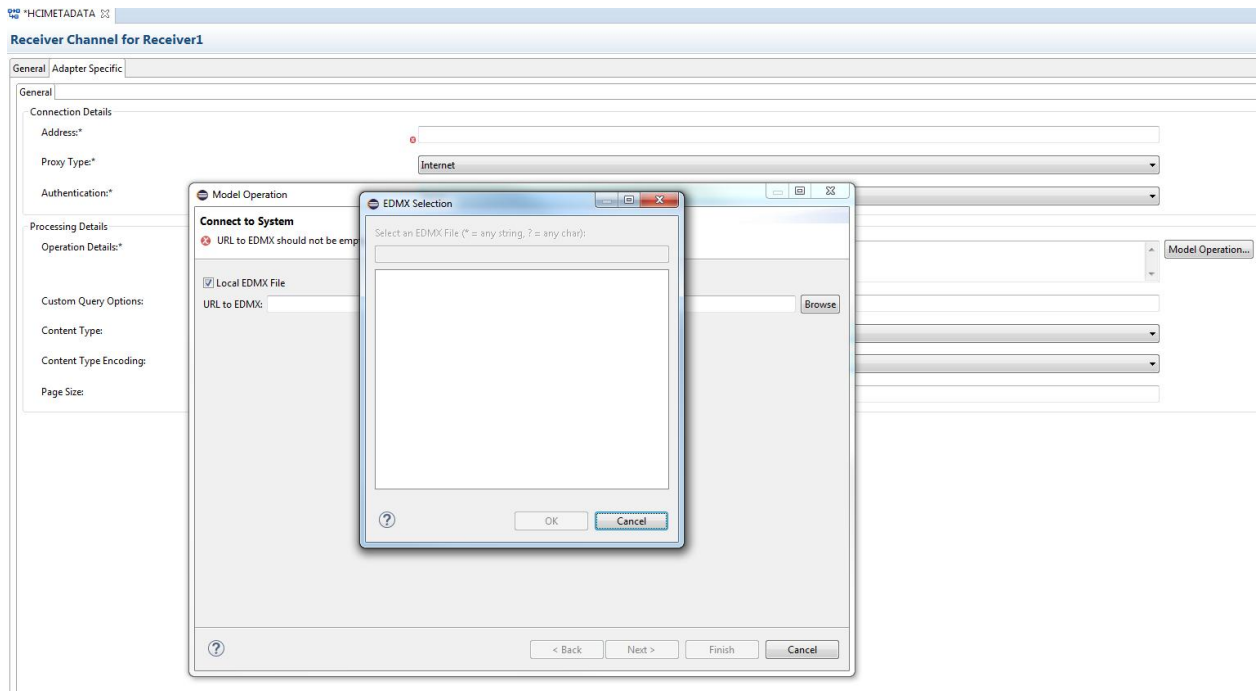 *HCIMETADATA
Receiver Channel for Receiver1
General Adapter Specific
General
Connection Details
Address:*
Proxy Type:* Internet
Authentication:*
Model Operation
Connect to System
URL to EDMX should not be emp
Local EDMX File
URL to EDMX: Browse
EDMX Selection
Select an EDMX File (* = any string, ? = any char):
OK Cancel
< Back Next > Finish Cancel
Processing Details
Operation Details:* Model Operation...
Custom Query Options:
Content Type:
Content Type Encoding:
Page Size: